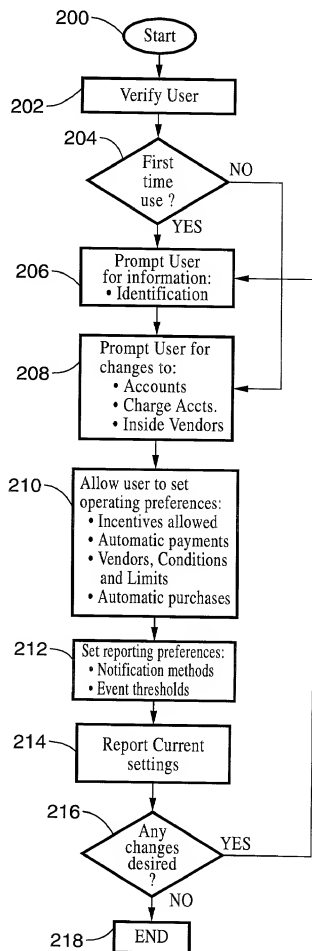 200
Start
202
Verify User
204
First
time
use ?
NO
YES
206
Prompt User
for information:
• Identification
208
Prompt User for
changes to:
• Accounts
• Charge Accts.
• Inside Vendors
210
Allow user to set
operating preferences:
• Incentives allowed
• Automatic payments
• Vendors, Conditions
and Limits
• Automatic purchases
212
Set reporting preferences:
• Notification methods
• Event thresholds
214
Report Current
settings
216
Any
changes
desired
?
YES
NO
218
END